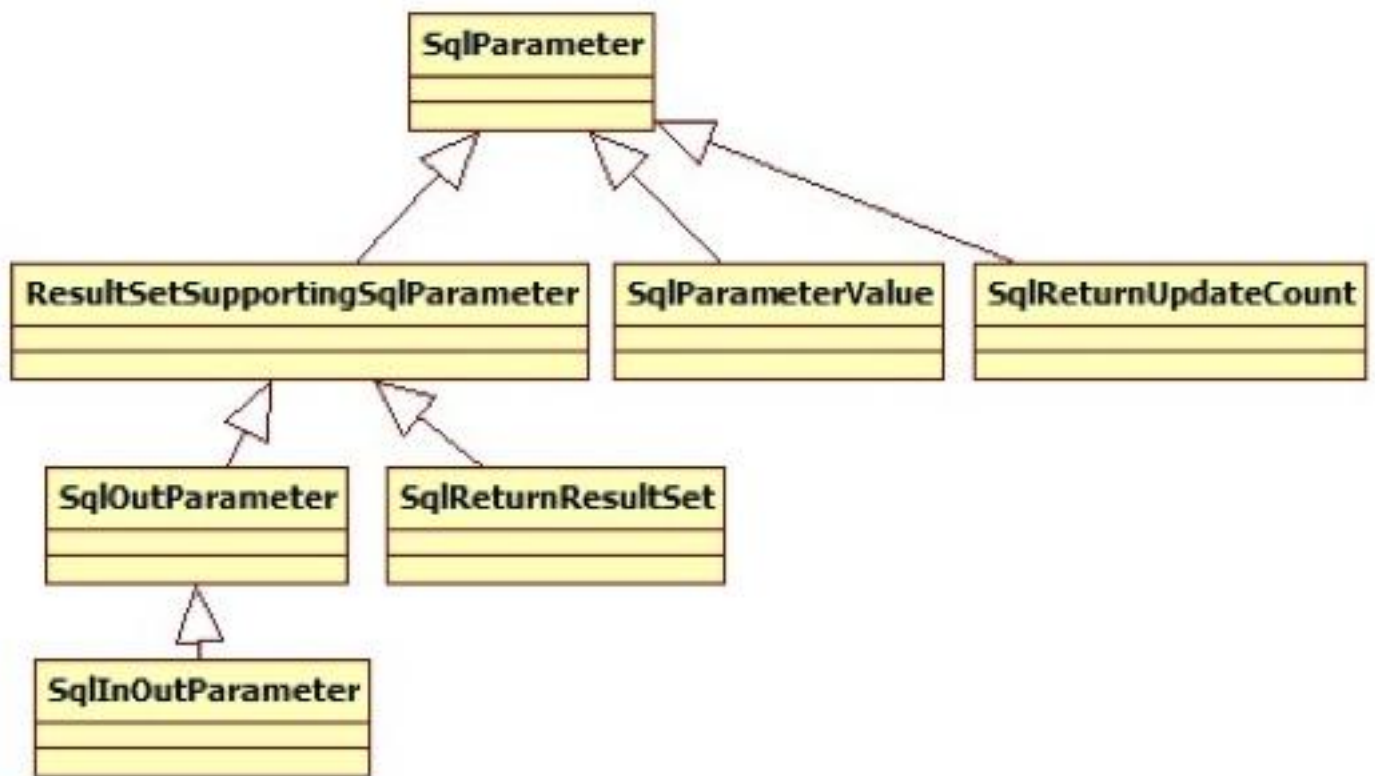 SqlParameter
ResultSetSupportingSqlParameter
SqlParameterValue
SqlReturnUpdateCount
SqlOutParameter
SqlReturnResultSet
SqlInOutParameter